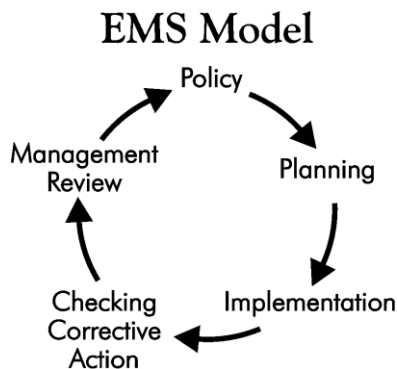 EMS Model
Policy
Planning
Implementation
Checking
Corrective
Action
Management
Review